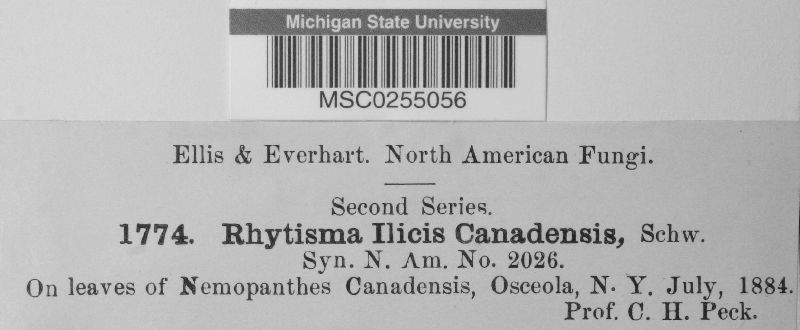 Michigan State University
MSC0255056
Ellis & Everhart. North American Fungi.
Second Series.
1774. Rhytisma Ilicis Canadensis, Schw.
Syn. N. Am. No. 2026.
On leaves of Nemopanthes Canadensis, Osceola, N. Y. July, 1884.
Prof. C. H. Peck.